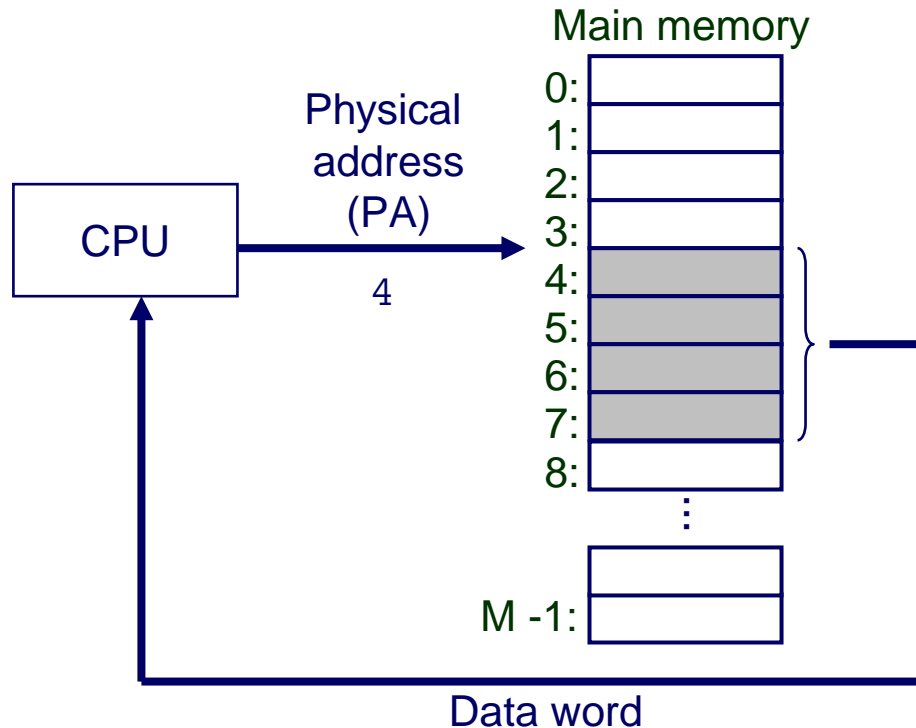 Main memory
Physical
address
(PA)
CPU
4
0:
1:
2:
3:
4:
5:
6:
7:
8:
...
M -1:
Data word